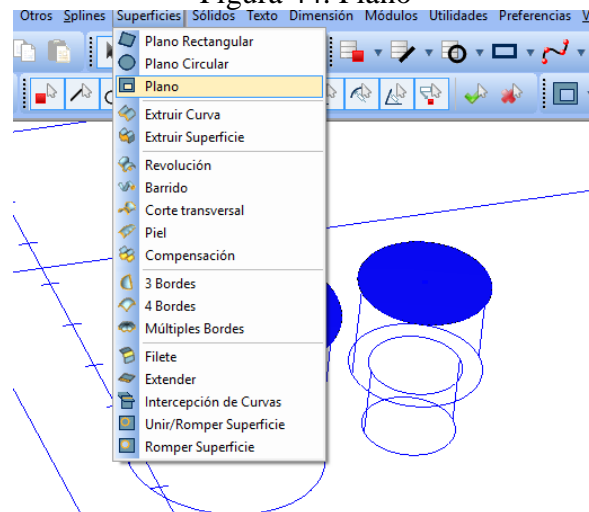 Figura 44. Plano
Otros Splines Superficies Sólidos Texto Dimensión Módulos Utilidades Preferencias V
Plano Rectangular
Plano Circular
Plano
Extruir Curva
Extruir Superficie
Revolución
Barrido
Corte transversal
Piel
Compensación
3 Bordes
4 Bordes
Múltiples Bordes
Filete
Extender
Intercepción de Curvas
Unir/Romper Superficie
Romper Superficie